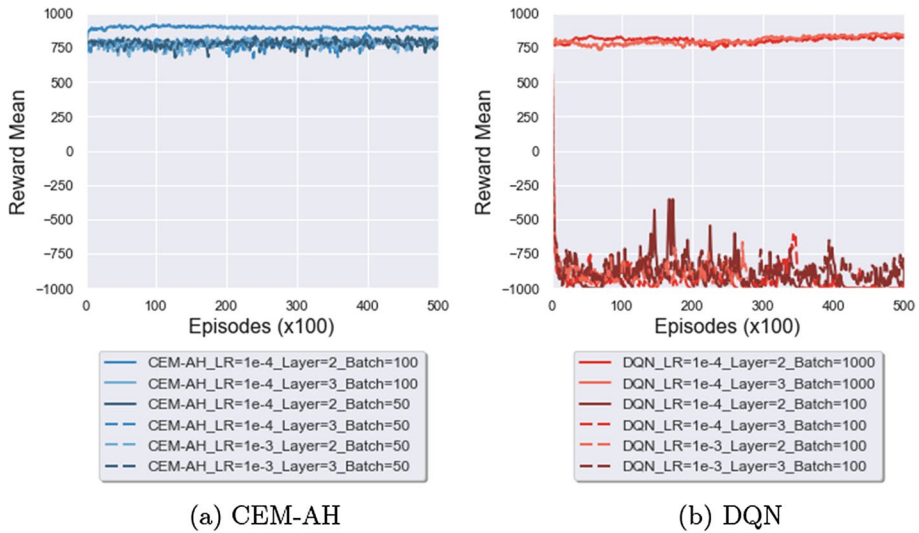 1000
750
500
250
0
−250
−500
−750
−1000
Reward Mean
0 100 200 300 400 500
Episodes (x100)
CEM-AH_LR=1e-4_Layer=2_Batch=100
CEM-AH_LR=1e-4_Layer=3_Batch=100
CEM-AH_LR=1e-4_Layer=2_Batch=50
CEM-AH_LR=1e-4_Layer=3_Batch=50
CEM-AH_LR=1e-3_Layer=2_Batch=50
CEM-AH_LR=1e-3_Layer=3_Batch=50
(a) CEM-AH
1000
750
500
250
0
−250
−500
−750
−1000
Reward Mean
0 100 200 300 400 500
Episodes (x100)
DQN_LR=1e-4_Layer=2_Batch=1000
DQN_LR=1e-4_Layer=3_Batch=1000
DQN_LR=1e-4_Layer=2_Batch=100
DQN_LR=1e-4_Layer=3_Batch=100
DQN_LR=1e-3_Layer=2_Batch=100
DQN_LR=1e-3_Layer=3_Batch=100
(b) DQN